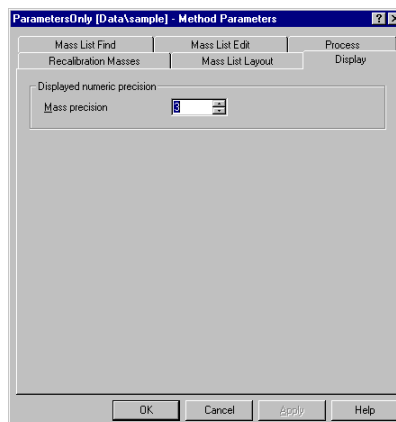 ParametersOnly [Data\sample] - Method Parameters
Mass List Find Mass List Edit Process
Recalibration Masses Mass List Layout Display
Displayed numeric precision
Mass precision 3
OK Cancel Apply Help